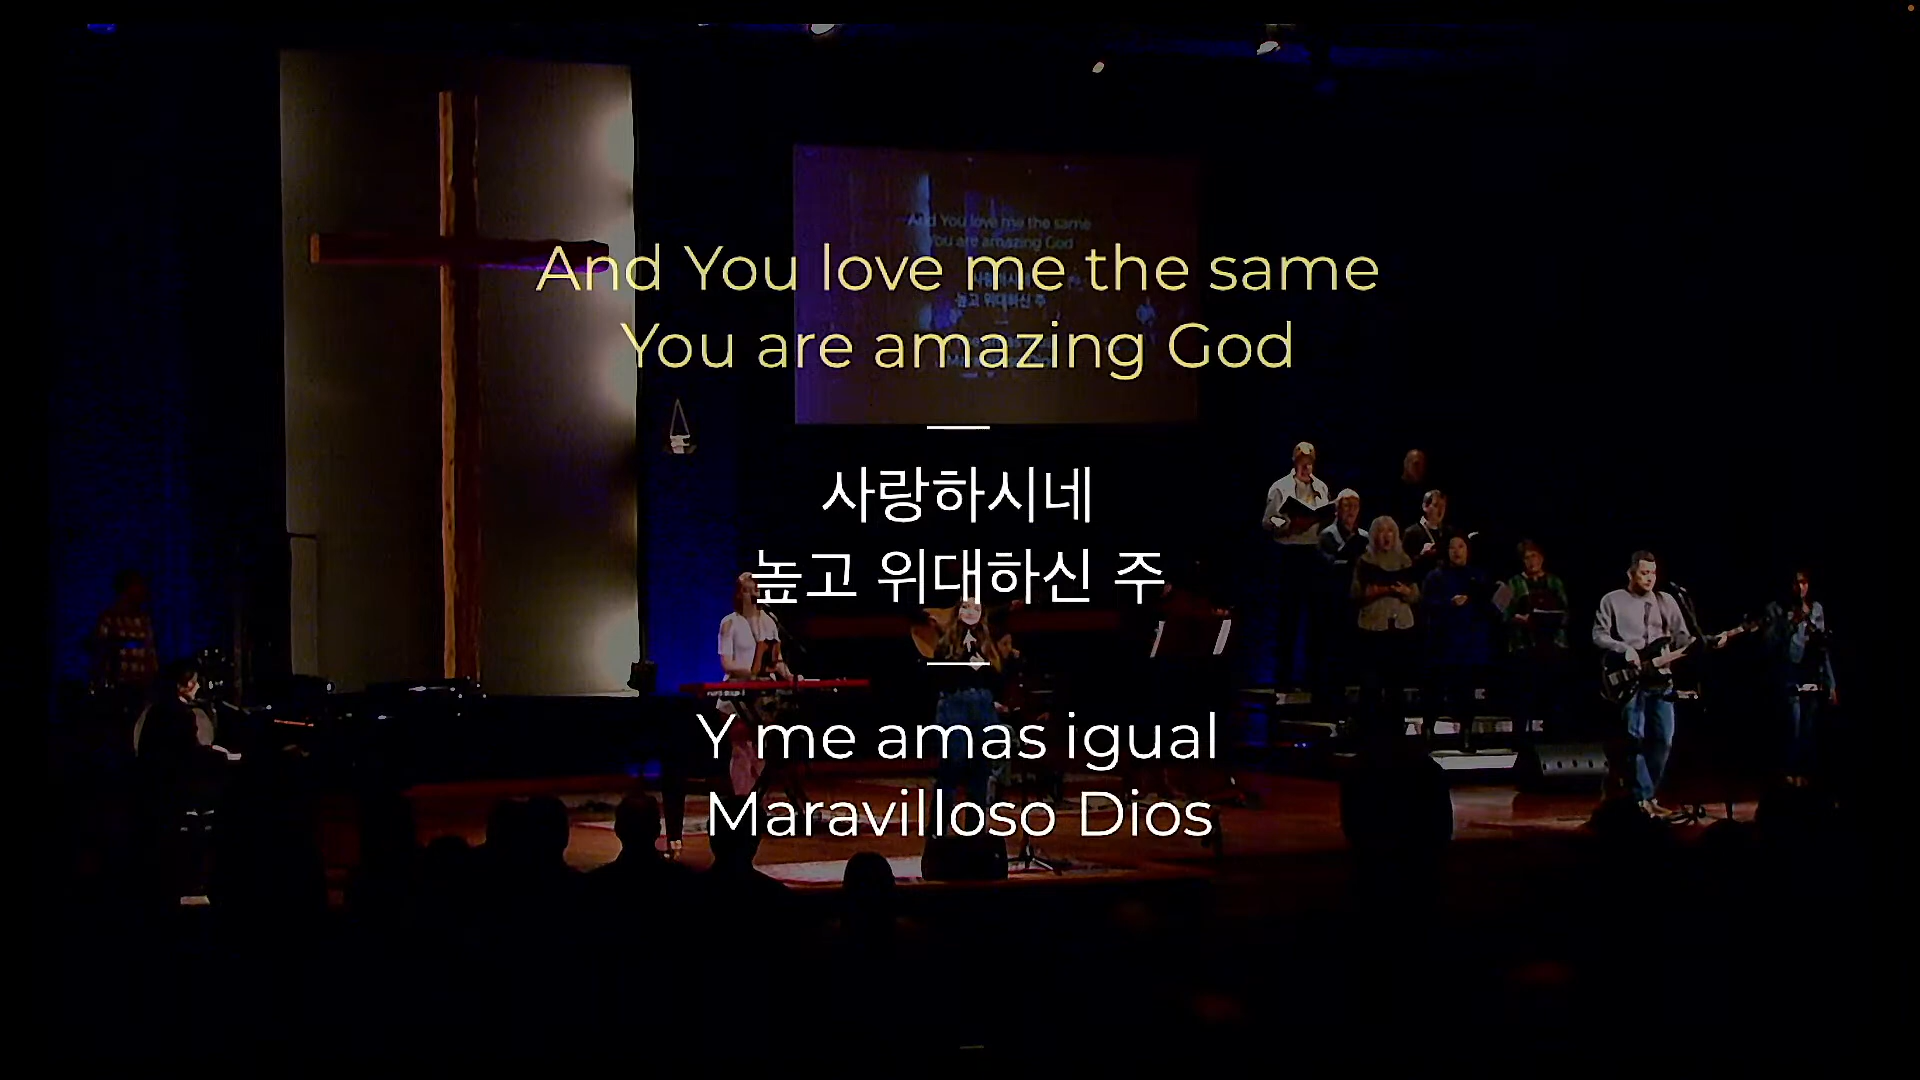 And You love me the same
You are amazing God
사랑하시네
높고 위대하신 주
Y me amas igual
Maravilloso Dios